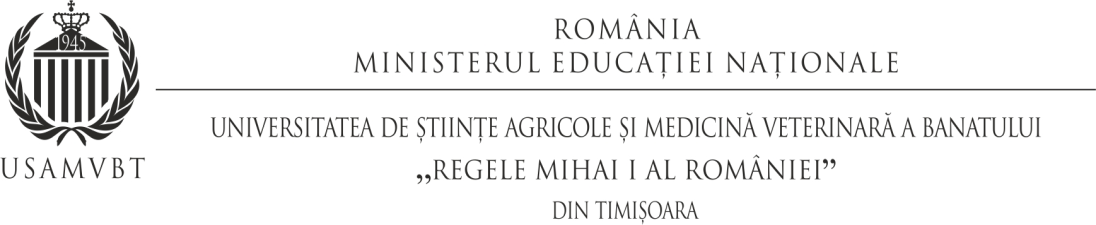 1945
USAMVBT
ROMÂNIA
MINISTERUL EDUCAȚIEI NAȚIONALE
UNIVERSITATEA DE ȘTIINȚE AGRICOLE ȘI MEDICINĂ VETERINARĂ A BANATULUI
„REGELE MIHAI I AL ROMÂNIEI”
DIN TIMIȘOARA